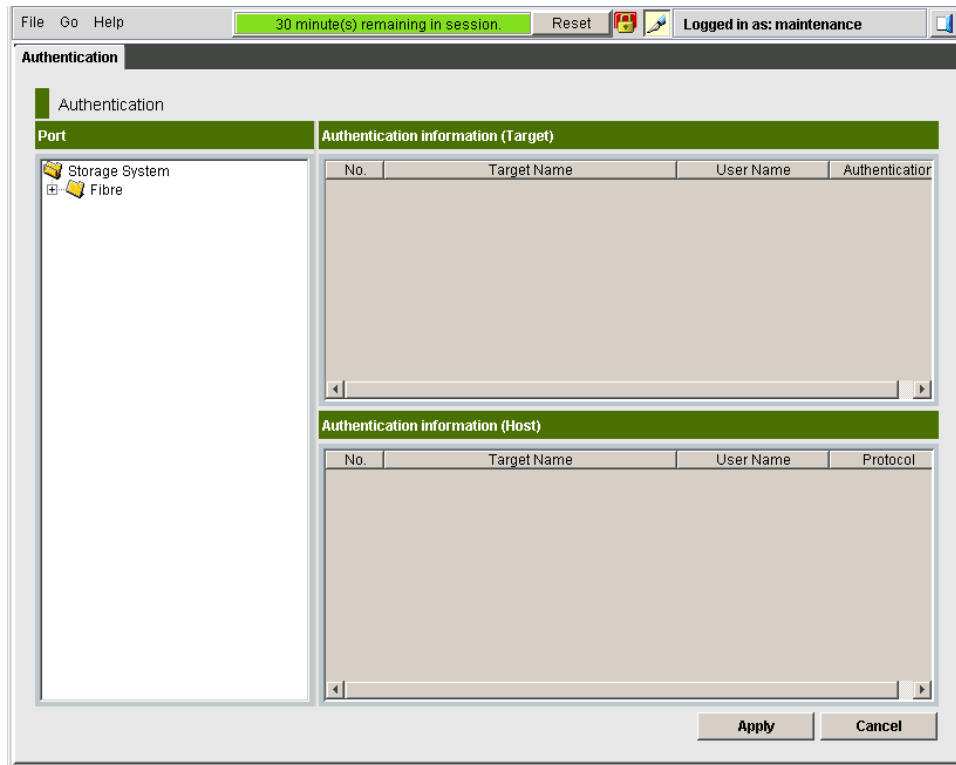 File Go Help 30 minute(s) remaining in session. Reset Logged in as: maintenance
Authentication
Authentication
Port
Storage System
Fibre
Authentication information (Target)
No. Target Name User Name Authentication
Authentication information (Host)
No. Target Name User Name Protocol
Apply Cancel